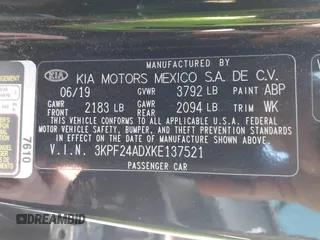 MANUFACTURED BY
KIA KIA MOTORS MEXICO S.A. DE C.V.
06/19 GVWR 3792 LB PAINT ABP
GAWR FRT 2183 LB GAWR RR 2094 LB TRIM WK
THIS VEHICLE CONFORMS TO ALL APPLICABLE U.S.A. FEDERAL
MOTOR VEHICLE SAFETY, BUMPER, AND THEFT PREVENTION
STANDARDS IN EFFECT ON THE DATE OF MANUFACTURE
SHOWN ABOVE.
V.I.N. 3KPF24ADXKE137521
PASSENGER CAR
7610
DREAMBID